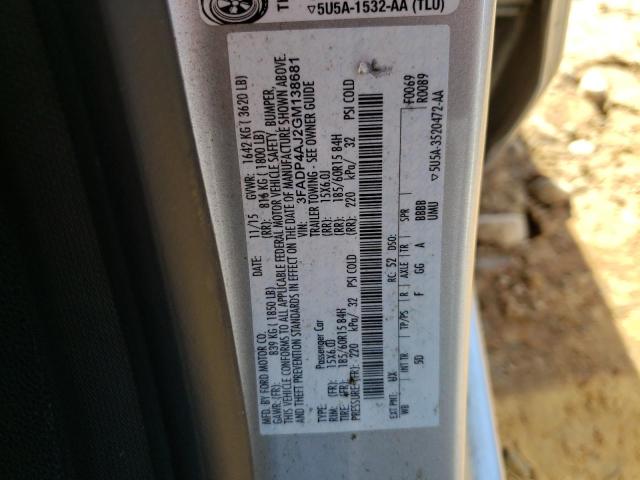 ▽5U5A-1532-AA (TLU)
MFD. BY FORD MOTOR CO.
DATE: 11/15 GVWR: 1642 KG ( 3620 LB)
GAWR: (FR): 839 KG ( 1850 LB) (RR): 816 KG ( 1800 LB)
THIS VEHICLE CONFORMS TO ALL APPLICABLE FEDERAL MOTOR VEHICLE SAFETY, BUMPER,
AND THEFT PREVENTION STANDARDS IN EFFECT ON THE DATE OF MANUFACTURE SHOWN ABOVE.
VIN: 3FADP4AJ2GM138681
TYPE: Passenger Car TRAILER TOWING - SEE OWNER GUIDE
RIM: (FR): 15X6.0J (RR): 15X6.0J
TIRE (FR): 185/60R15 84H (RR): 185/60R15 84H
PRESSURE (FR): 220 kPa/ 32 PSI COLD (RR): 220 kPa/ 32 PSI COLD
EXT PNT: UX RC: 52 DSO: F0069
R0089
WB INT TR TP/PS R AXLE TR SPR
5D F GG A BBBB
UMU ▽5U5A-3520472-AA